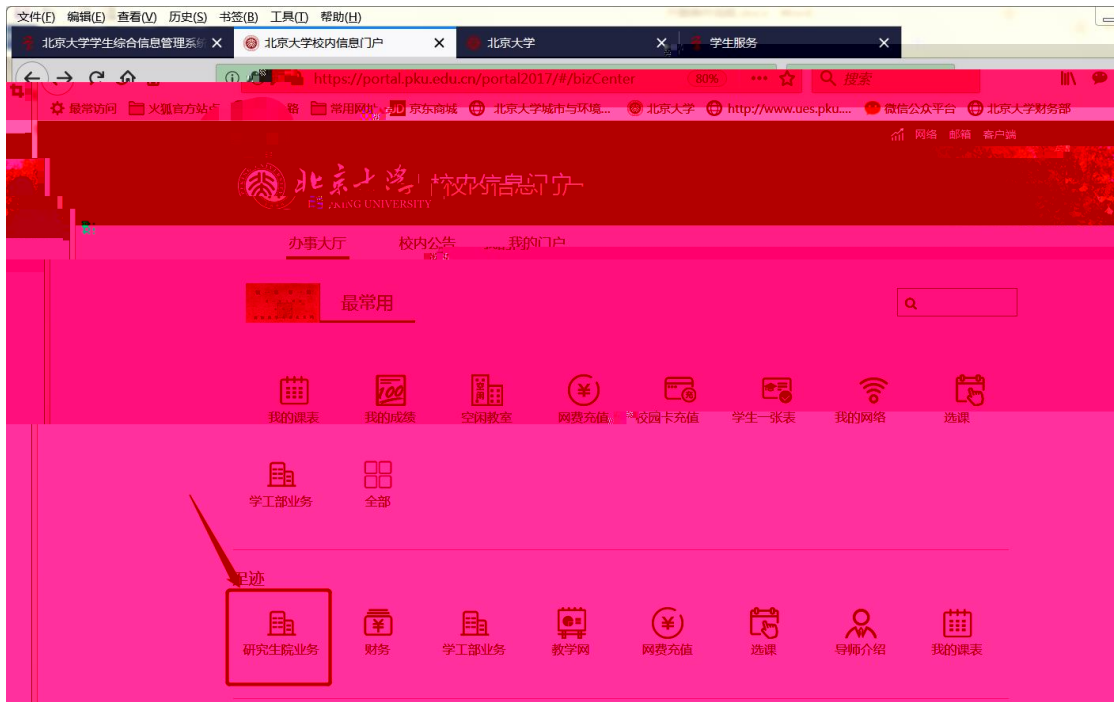 文件(F) 编辑(E) 查看(V) 历史(S) 书签(B) 工具(T) 帮助(H)
北京大学学生综合信息管理系统 北京大学校内信息门户 北京大学 学生服务
https://portal.pku.edu.cn/portal2017/#/bizCenter 80% 搜索
最常访问 火狐官方站点 常用网址 JD 京东商城 北京大学城市与环境... 北京大学 http://www.ues.pku.... 微信公众平台 北京大学财务部
网络 邮箱 客户端
北京大学 校内信息门户
UNIVERSITY
办事大厅 校内公告 我的门户
最常用
我的课表 我的成绩 空闲教室 网费充值 校园卡充值 学生一张表 我的网络 选课
学工部业务 全部
足迹
研究生院业务 财务 学工部业务 教学网 网费充值 选课 导师介绍 我的课表